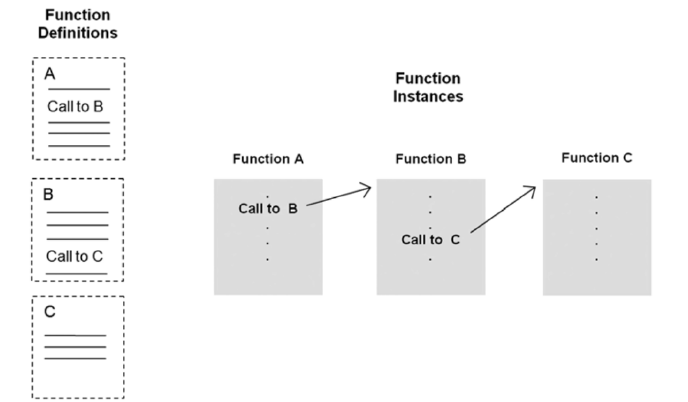 Function
Definitions
A
Call to B
B
Call to C
C
Function
Instances
Function A
Function B
Function C
Call to B
Call to C